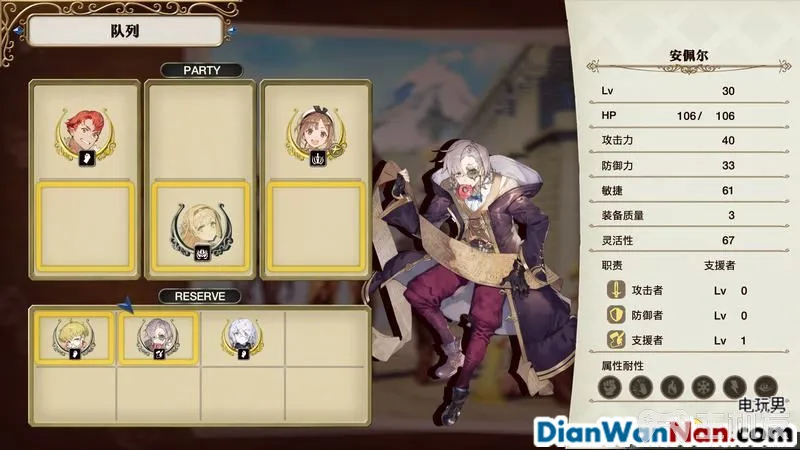 队列
PARTY
RESERVE
安佩尔
Lv 30
HP 106/ 106
攻击力 40
防御力 33
敏捷 61
装备质量 3
灵活性 67
职责 支援者
攻击者 Lv 0
防御者 Lv 0
支援者 Lv 1
属性耐性
电玩男
DianWanNan.com